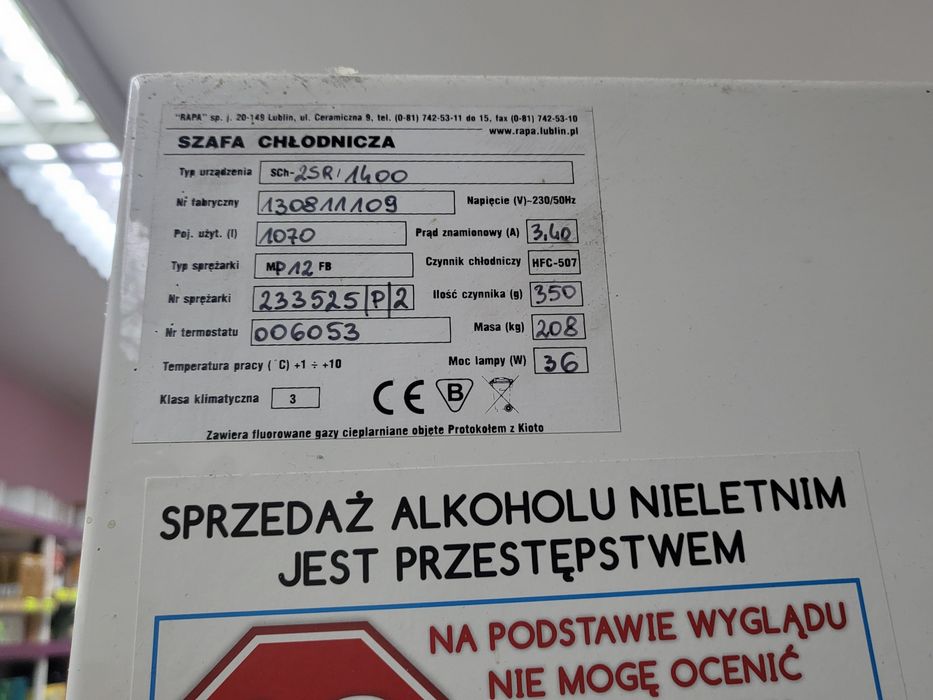 "RAPA" sp. j. 20-149 Lublin, ul. Ceramiczna 9, tel. (0-81) 742-53-11 do 15, fax (0-81) 742-53-10
www.rapa.lublin.pl
SZAFA CHŁODNICZA
Typ urządzenia SCh-2SR/1400
Nr fabryczny 130811109 Napięcie (V)~230/50Hz
Poj. użyt. (l) 1070 Prąd znamionowy (A) 3,40
Typ sprężarki MP12 FB Czynnik chłodniczy HFC-507
Nr sprężarki 233525/P/2 Ilość czynnika (g) 350
Nr termostatu 006053 Masa (kg) 208
Temperatura pracy (°C) +1 ÷ +10 Moc lampy (W) 36
Klasa klimatyczna 3 CE B
Zawiera fluorowane gazy cieplarniane objęte Protokołem z Kioto
SPRZEDAŻ ALKOHOLU NIELETNIM
JEST PRZESTĘPSTWEM
NA PODSTAWIE WYGLĄDU
NIE MOGĘ OCENIĆ